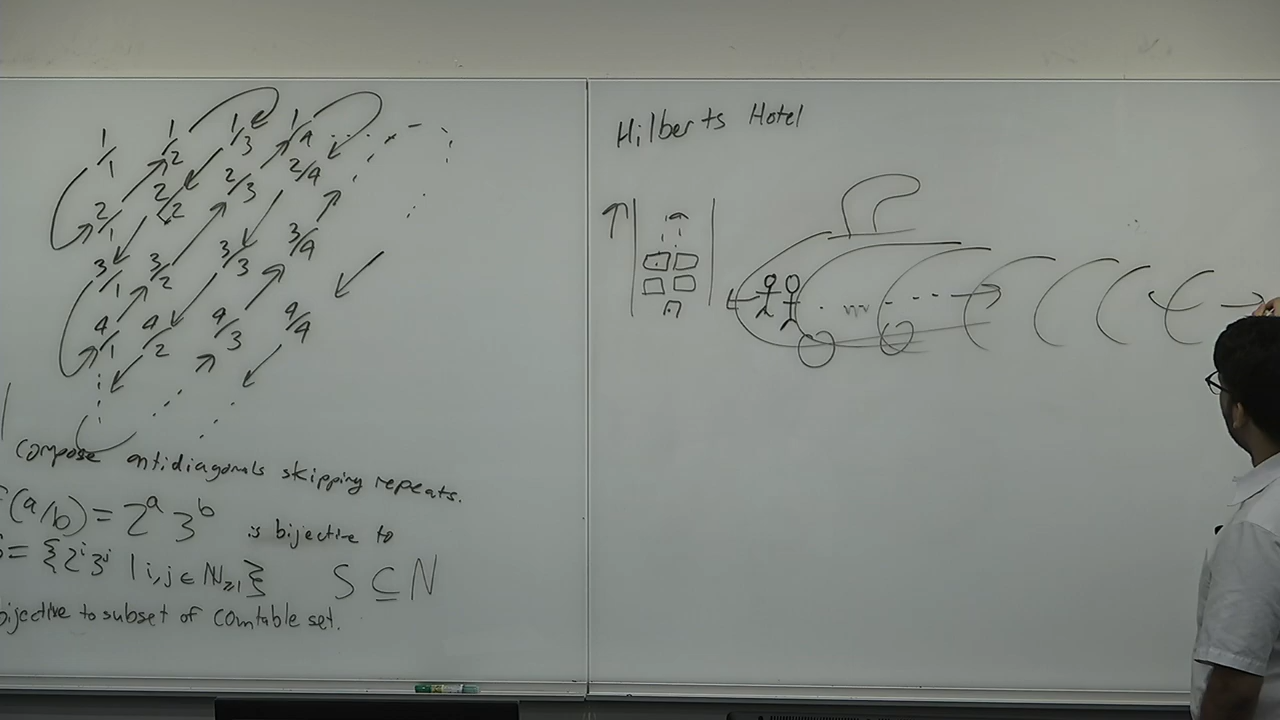 1/1 1/2 1/3 1/4
2/1 2/2 2/3 2/4
3/1 3/2 3/3 3/4
4/1 4/2 4/3 4/4
compose antidiagonals skipping repeats.
(a/b) = 2^a 3^b is bijective to
= {2^i 3^j | i, j ∈ N≥1} S ⊆ N
bijective to subset of countable set.
Hilberts Hotel